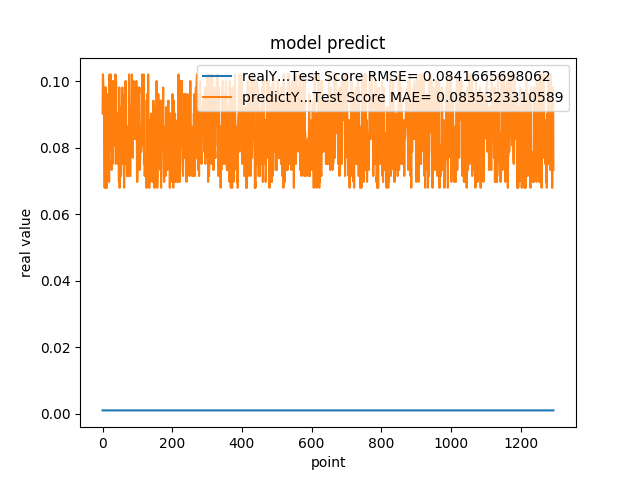 model predict
realY...Test Score RMSE= 0.0841665698062
predictY...Test Score MAE= 0.0835323310589
0.10
0.08
0.06
0.04
0.02
0.00
real value
0 200 400 600 800 1000 1200
point